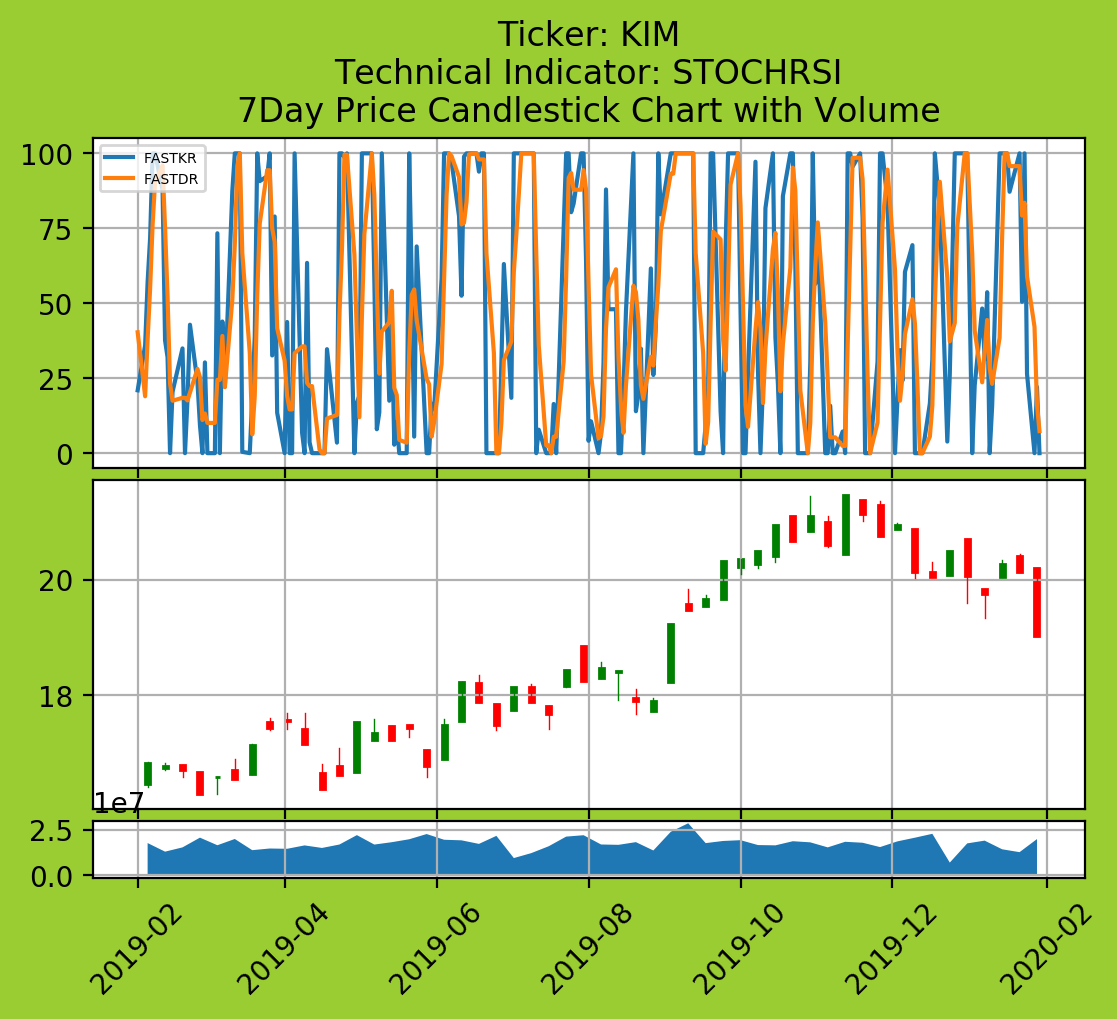 Ticker: KIM
Technical Indicator: STOCHRSI
7Day Price Candlestick Chart with Volume
100
75
50
25
0
FASTKR
FASTDR
20
18
1e7
2.5
0.0
2019-02
2019-04
2019-06
2019-08
2019-10
2019-12
2020-02